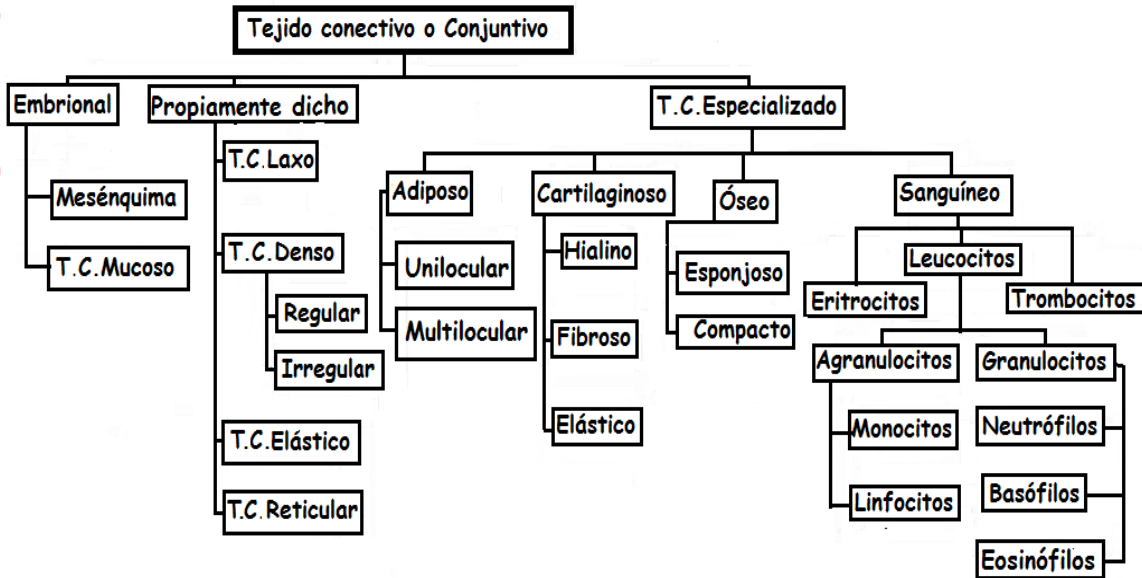 Tejido conectivo o Conjuntivo
Embrional
Mesénquima
T.C.Mucoso
Propiamente dicho
T.C.Laxo
T.C.Denso
Regular
Irregular
T.C.Elástico
T.C.Reticular
T.C.Especializado
Adiposo
Unilocular
Multilocular
Cartilaginoso
Hialino
Fibroso
Elástico
Óseo
Esponjoso
Compacto
Sanguíneo
Eritrocitos
Leucocitos
Trombocitos
Agranulocitos
Monocitos
Linfocitos
Granulocitos
Neutrófilos
Basófilos
Eosinófilos